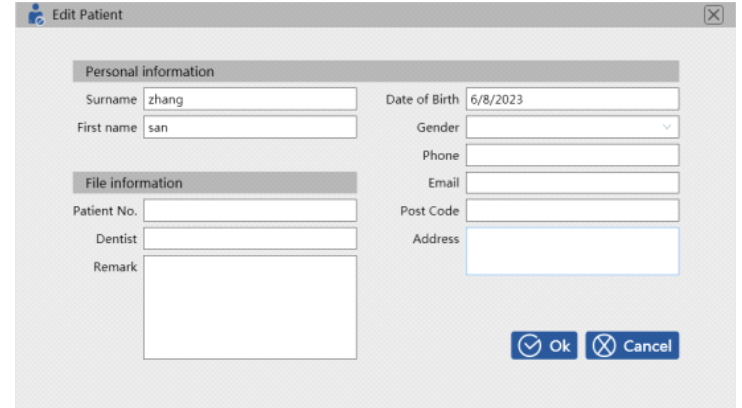 Edit Patient
Personal information
Surname zhang
First name san
Date of Birth 6/8/2023
Gender
Phone
Email
Post Code
Address
File information
Patient No.
Dentist
Remark
Ok Cancel